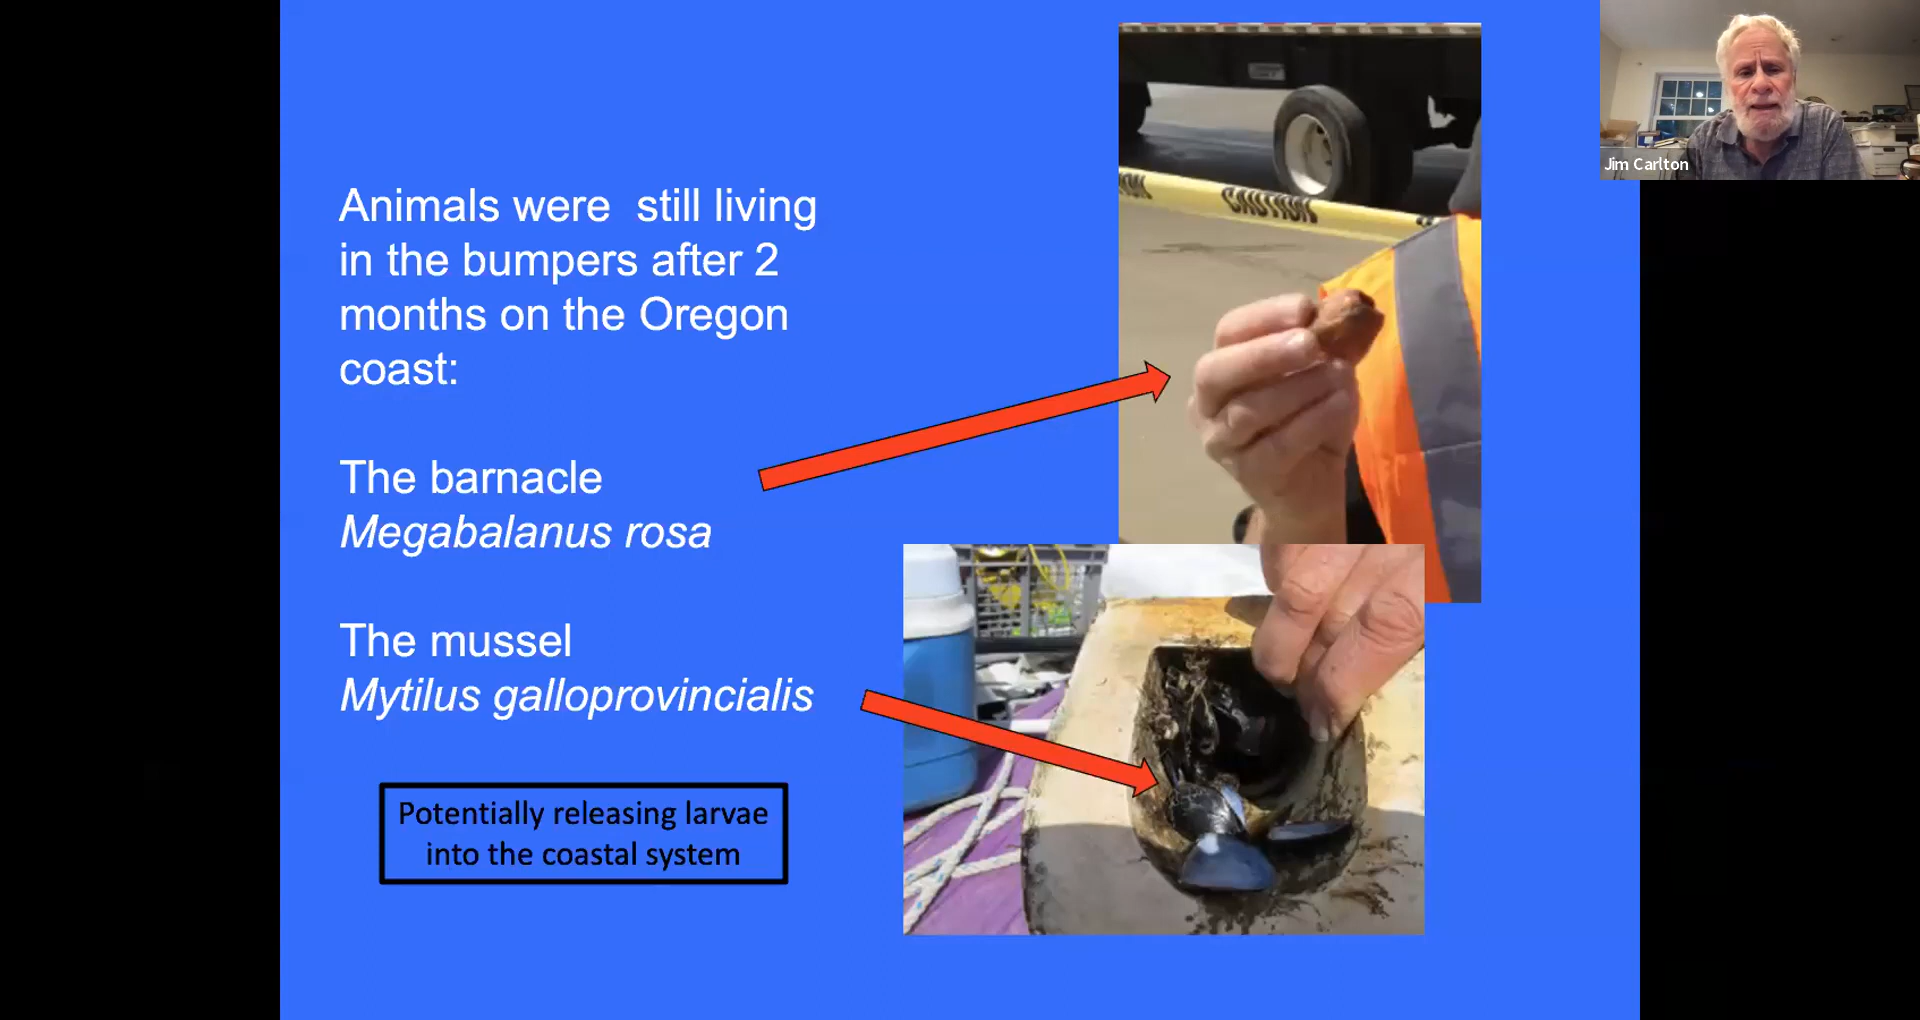 Jim Carlton
CAUTION
Animals were  still living
in the bumpers after 2
months on the Oregon
coast:
The barnacle
Megabalanus rosa
The mussel
Mytilus galloprovincialis
Potentially releasing larvae
into the coastal system